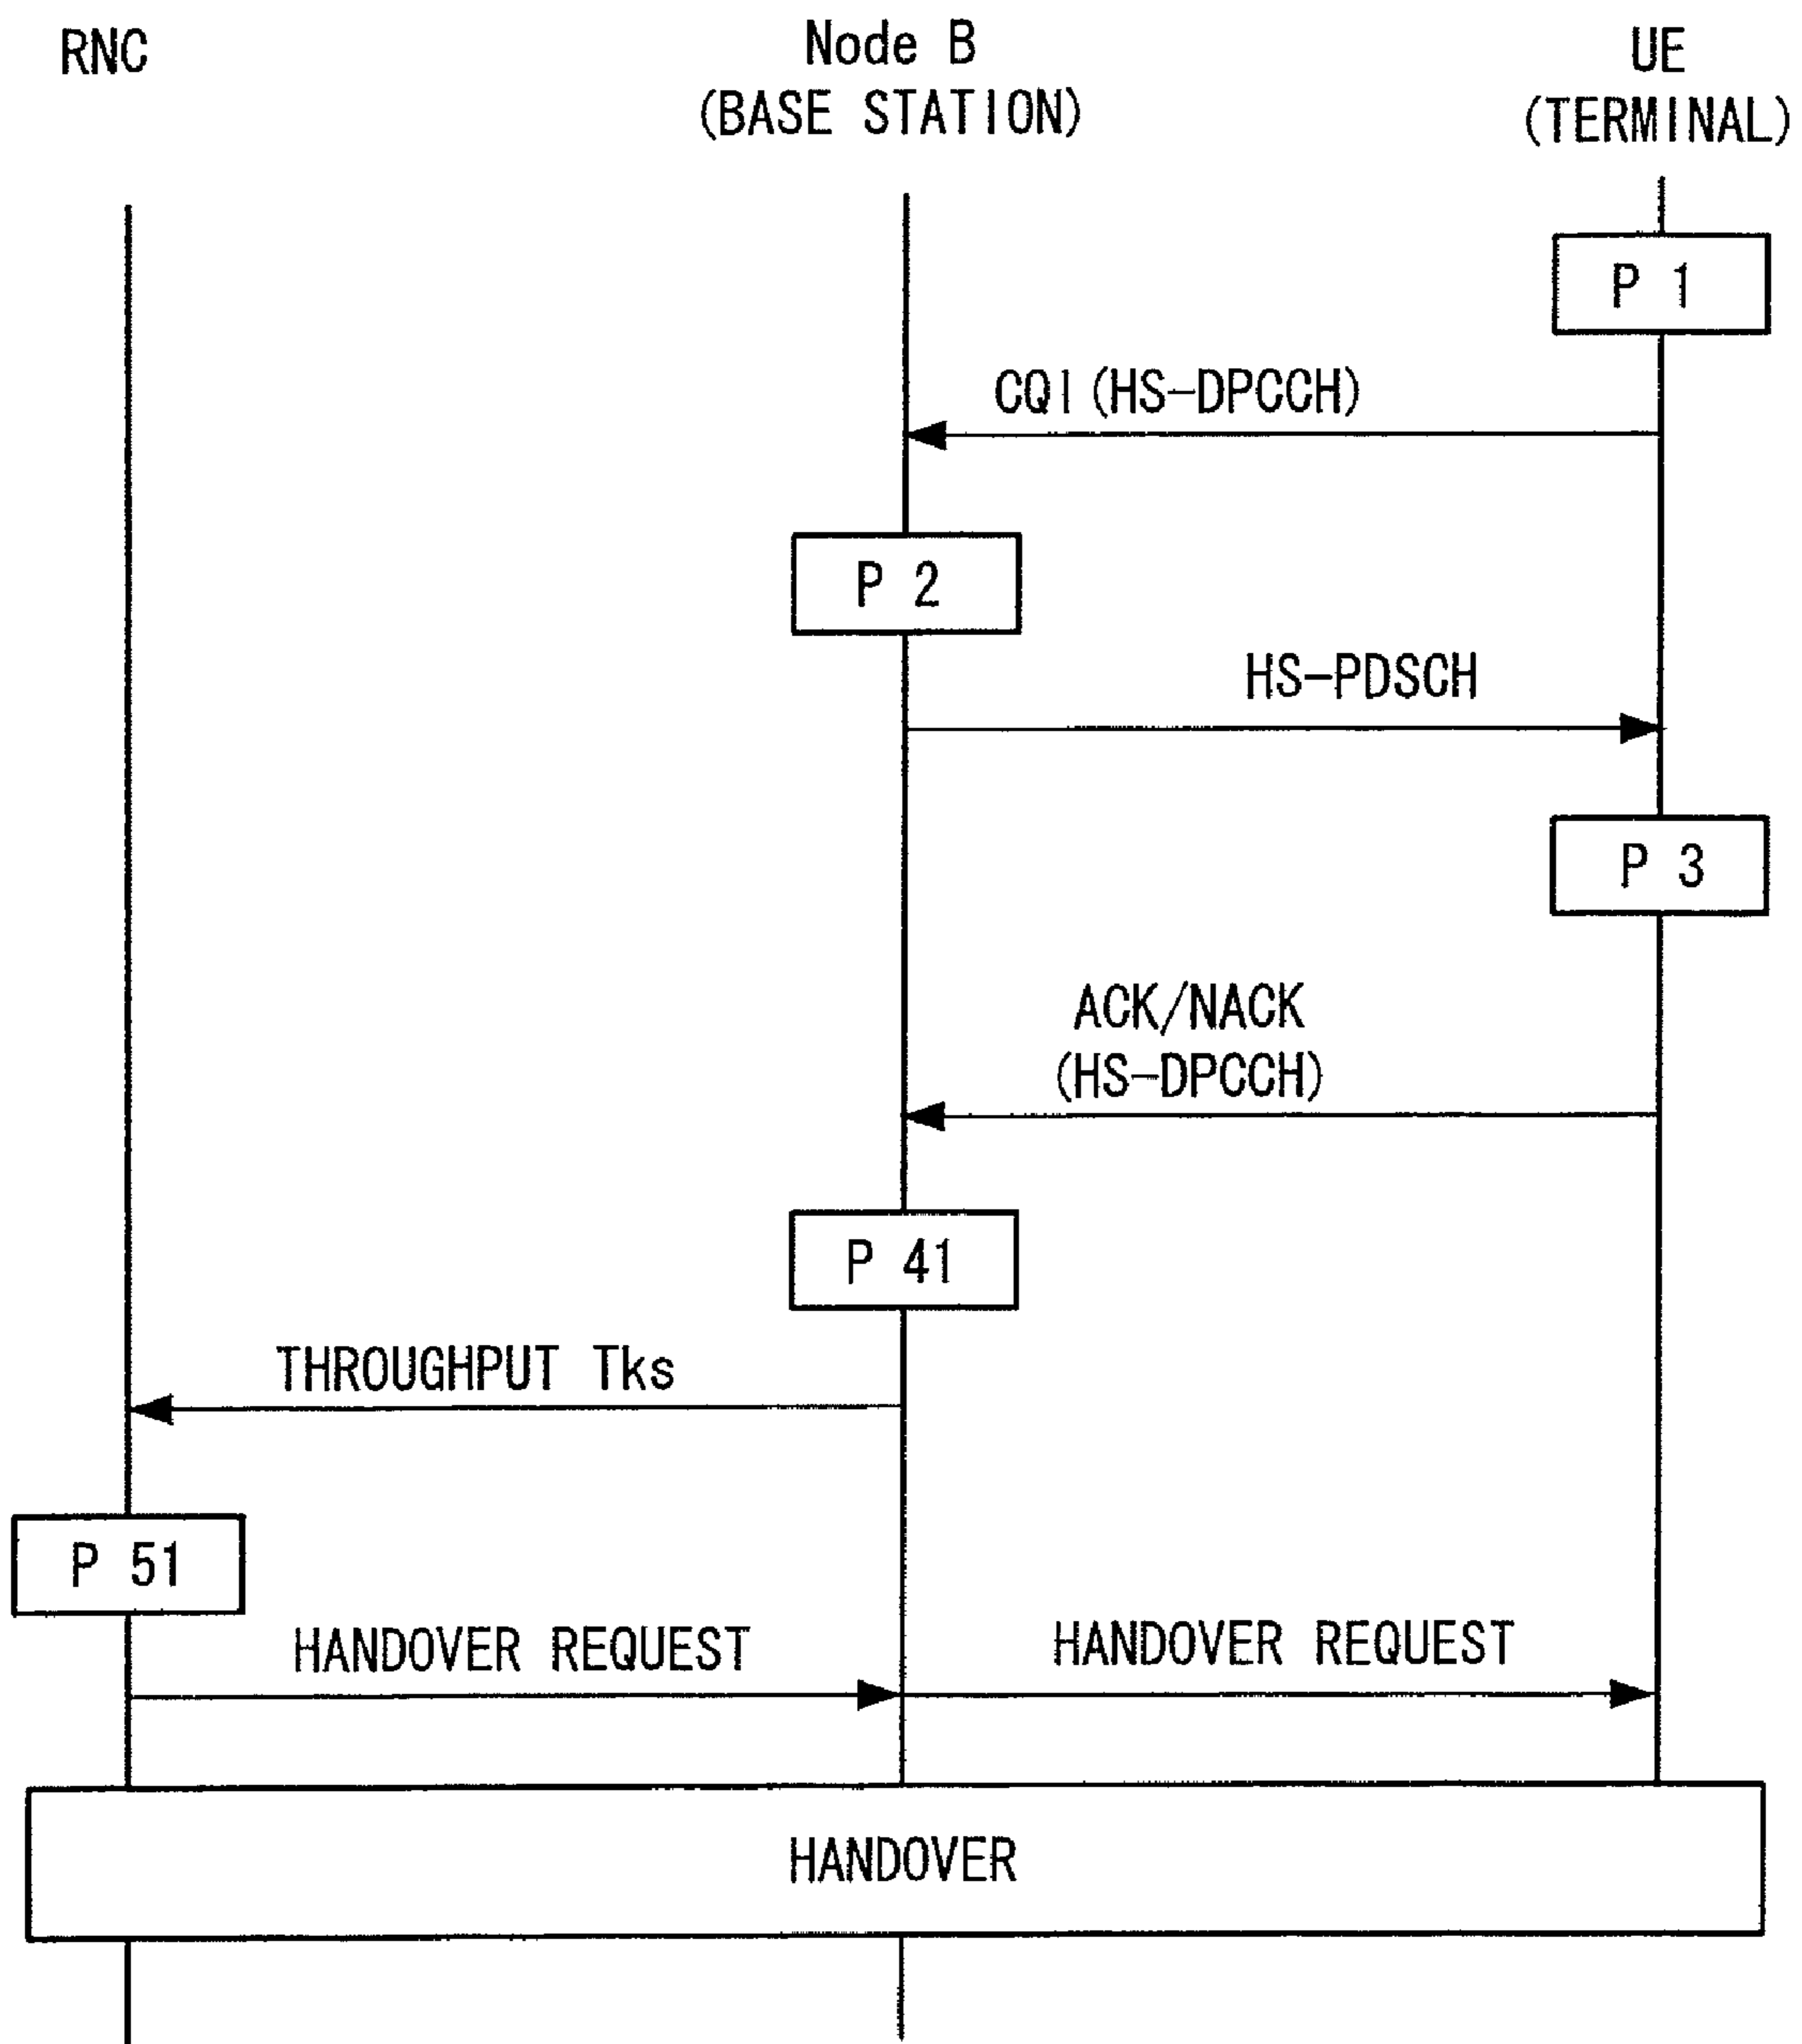 RNC
Node B
(BASE STATION)
UE
(TERMINAL)
P 1
CQI(HS-DPCCH)
P 2
HS-PDSCH
P 3
ACK/NACK
(HS-DPCCH)
P 41
THROUGHPUT Tks
P 51
HANDOVER REQUEST
HANDOVER REQUEST
HANDOVER